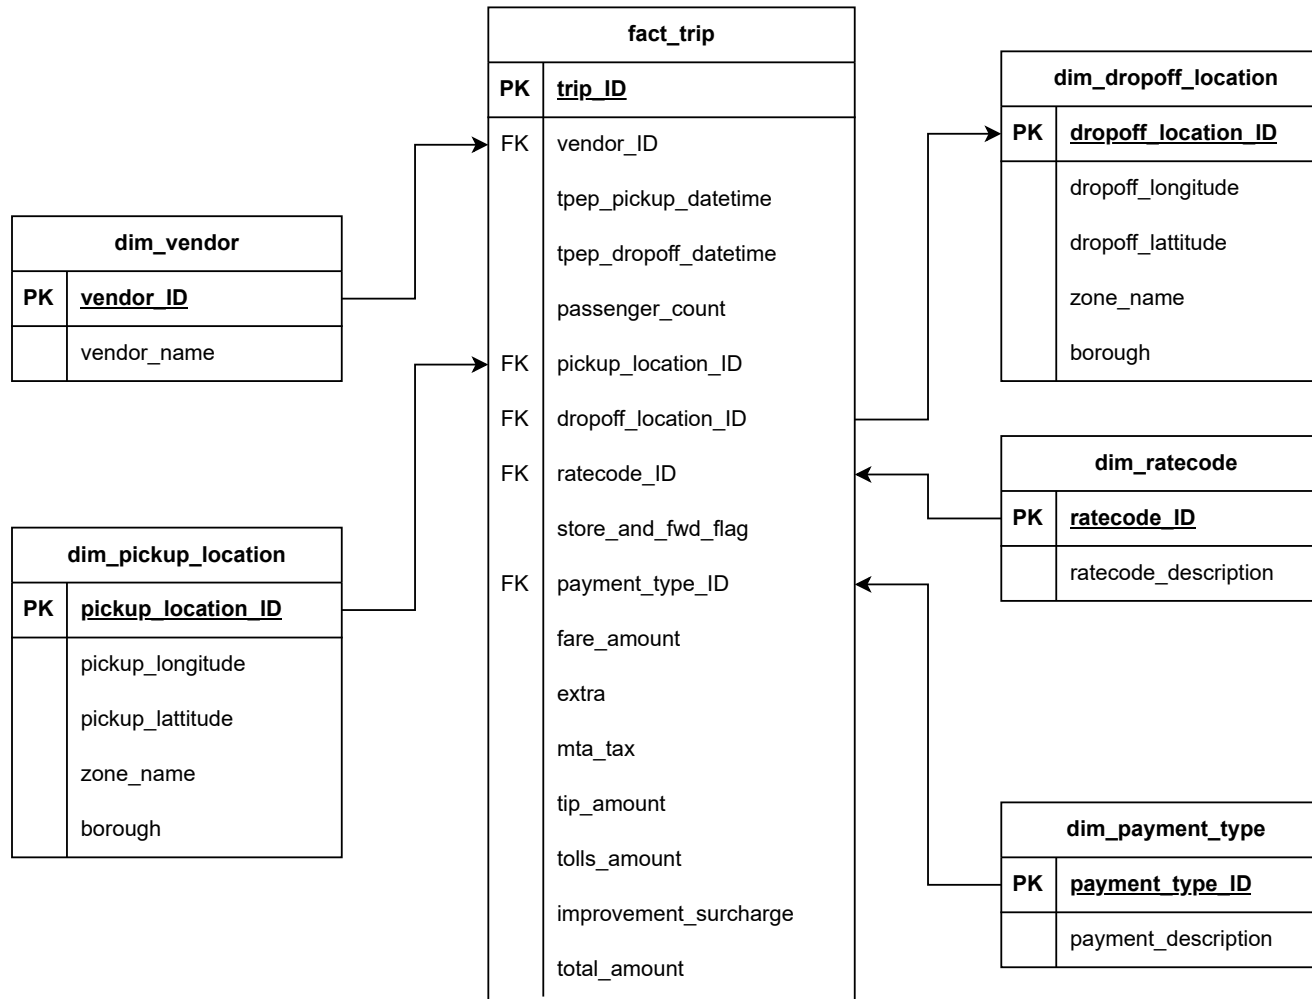 fact_trip
PK trip_ID
FK vendor_ID
tpep_pickup_datetime
tpep_dropoff_datetime
passenger_count
FK pickup_location_ID
FK dropoff_location_ID
FK ratecode_ID
store_and_fwd_flag
FK payment_type_ID
fare_amount
extra
mta_tax
tip_amount
tolls_amount
improvement_surcharge
total_amount
dim_vendor
PK vendor_ID
vendor_name
dim_pickup_location
PK pickup_location_ID
pickup_longitude
pickup_lattitude
zone_name
borough
dim_dropoff_location
PK dropoff_location_ID
dropoff_longitude
dropoff_lattitude
zone_name
borough
dim_ratecode
PK ratecode_ID
ratecode_description
dim_payment_type
PK payment_type_ID
payment_description